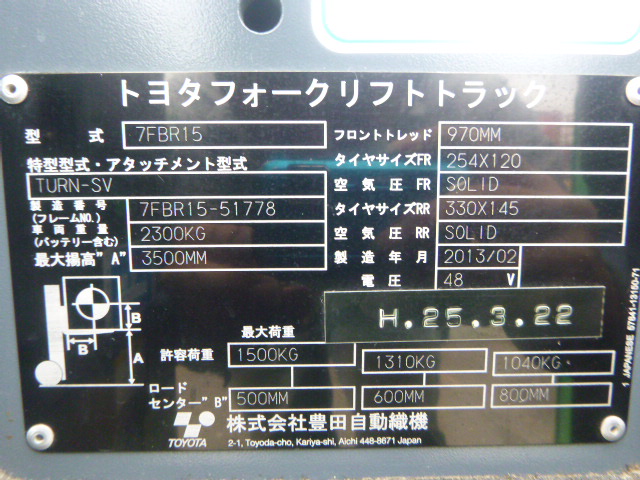 トヨタフォークリフトトラック
型式 7FBR15 フロントトレッド 970MM
特型型式・アタッチメント型式 タイヤサイズFR 254X120
TURN-SV 空気圧 FR SOLID
製造番号 (フレームNO.) 7FBR15-51778 タイヤサイズRR 330X145
車両重量 (バッテリー含む) 2300KG 空気圧 RR SOLID
最大揚高"A" 3500MM 製造年月 2013/02
電圧 48 V
H.25.3.22
B
B
A
最大荷重
許容荷重 1500KG 1310KG 1040KG
ロードセンター"B" 500MM 600MM 800MM
TOYOTA 株式会社豊田自動織機
2-1, Toyoda-cho, Kariya-shi, Aichi 448-8671 Japan
1 JAPANESE 57641-13150-71